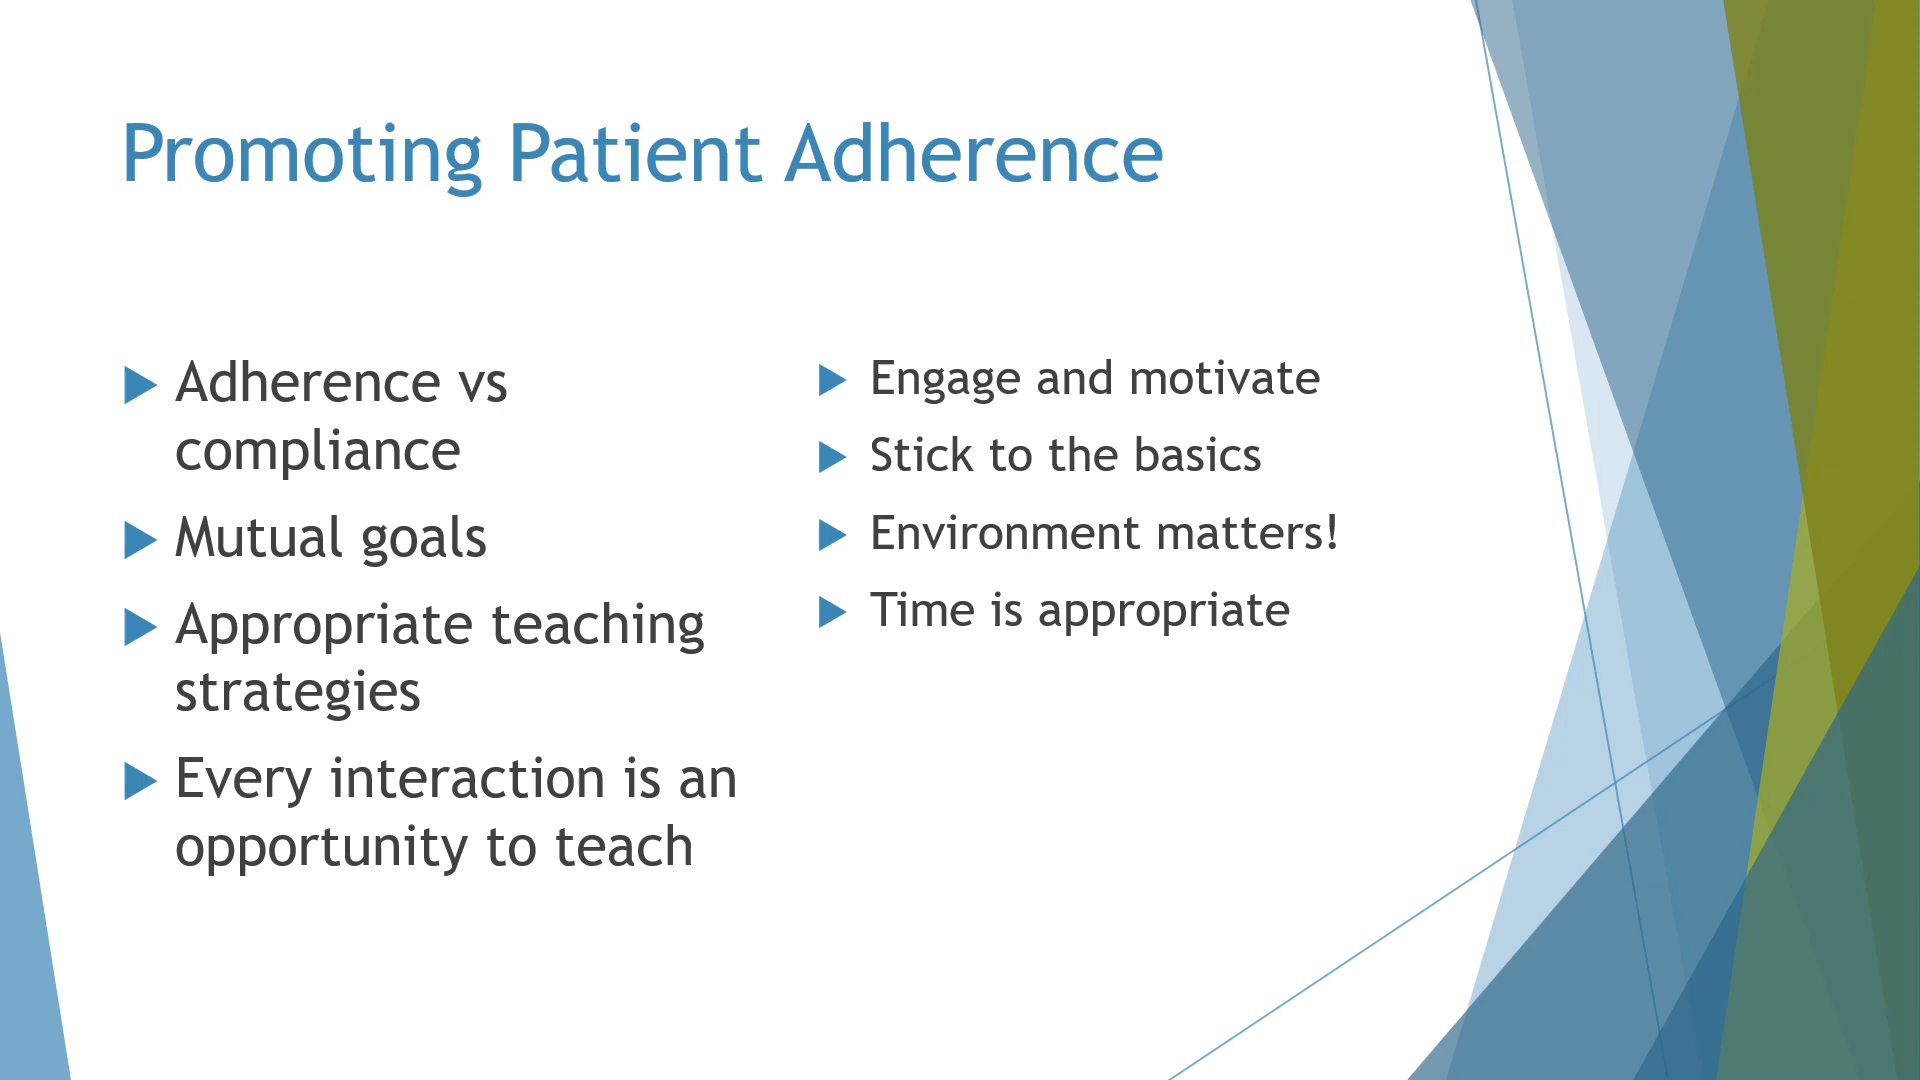 Promoting Patient Adherence
Adherence vs
compliance
Mutual goals
Appropriate teaching
strategies
Every interaction is an
opportunity to teach
Engage and motivate
Stick to the basics
Environment matters!
Time is appropriate